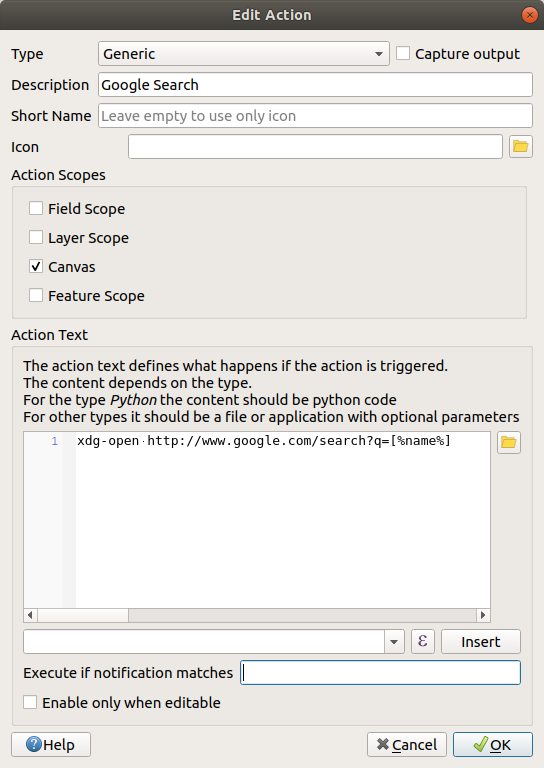 Edit Action
Type Generic Capture output
Description Google Search
Short Name Leave empty to use only icon
Icon
Action Scopes
Field Scope
Layer Scope
Canvas
Feature Scope
Action Text
The action text defines what happens if the action is triggered.
The content depends on the type.
For the type Python the content should be python code
For other types it should be a file or application with optional parameters
1 xdg-open http://www.google.com/search?q=[%name%]
ε Insert
Execute if notification matches
Enable only when editable
Help Cancel OK